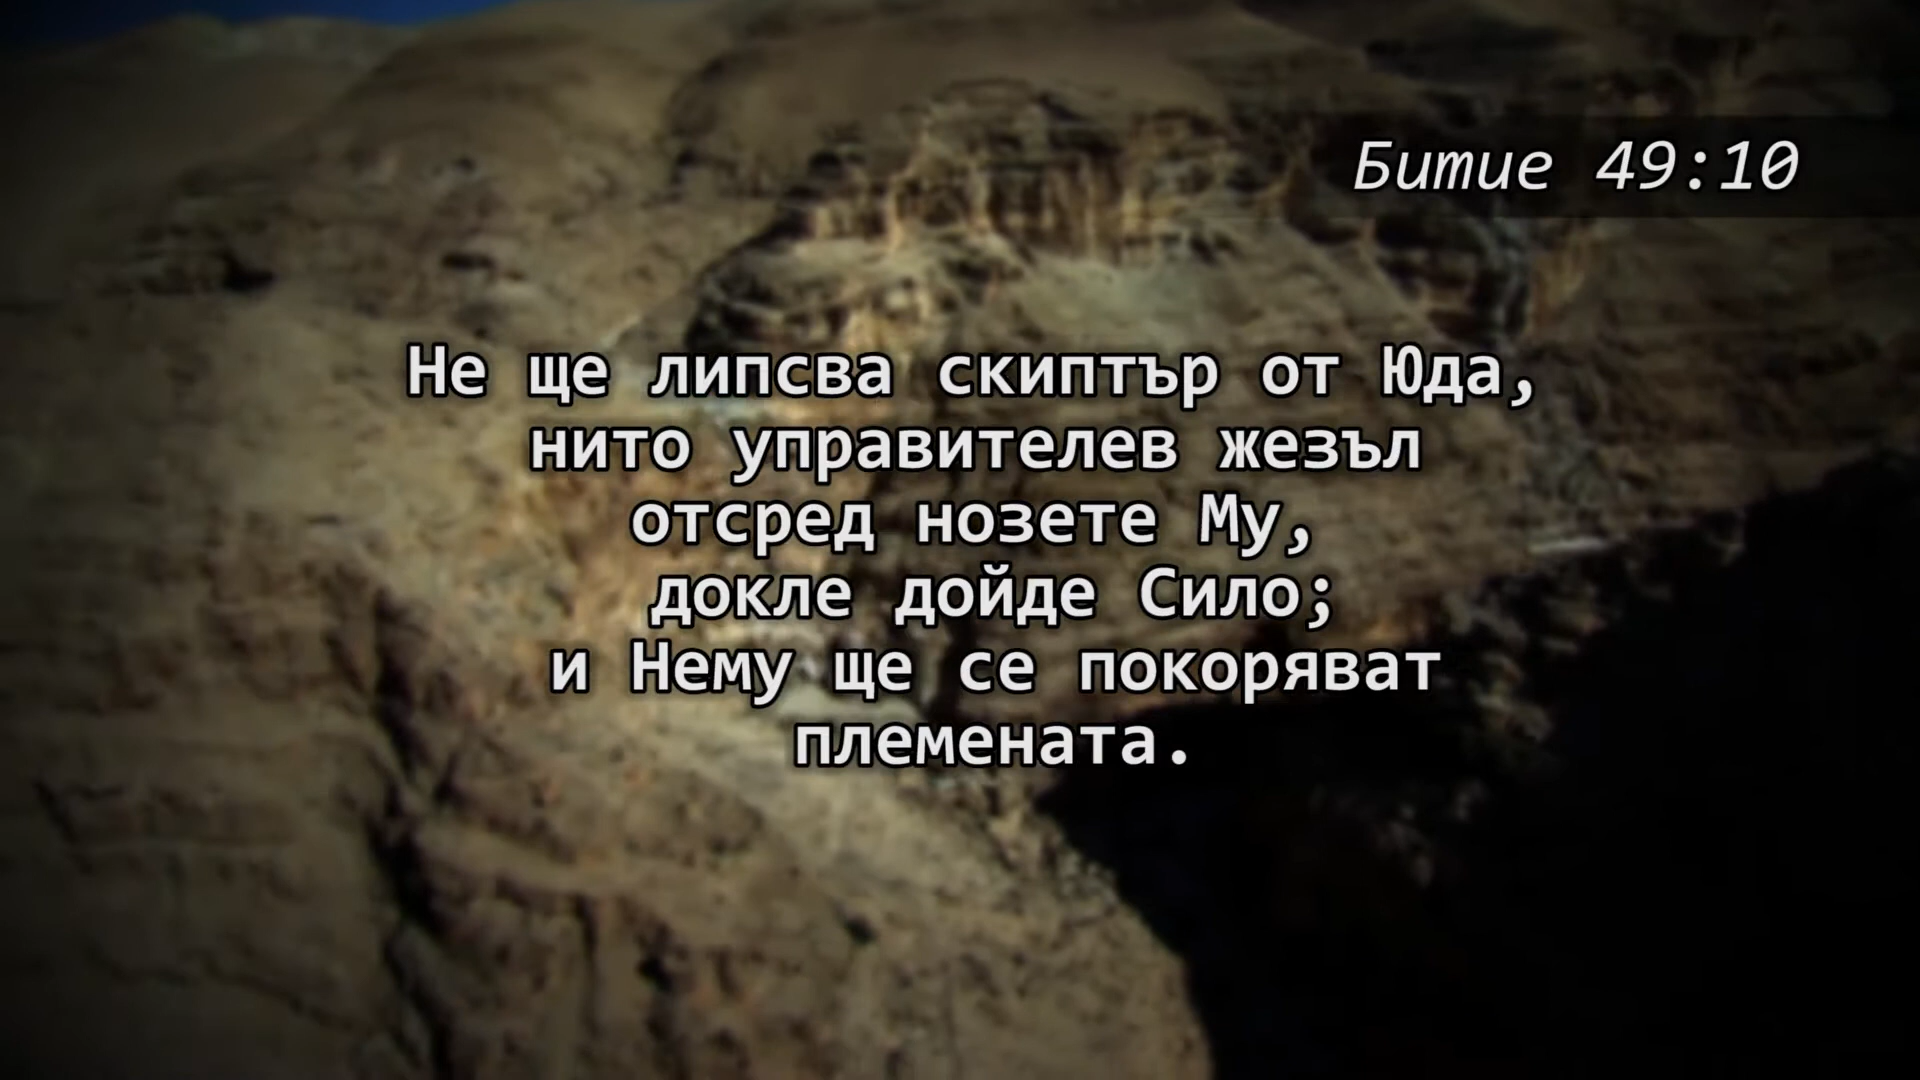 Битие 49:10
Не ще липсва скиптър от Юда,
нито управителев жезъл
отсред нозете Му,
докле дойде Сило;
и Нему ще се покоряват
племената.